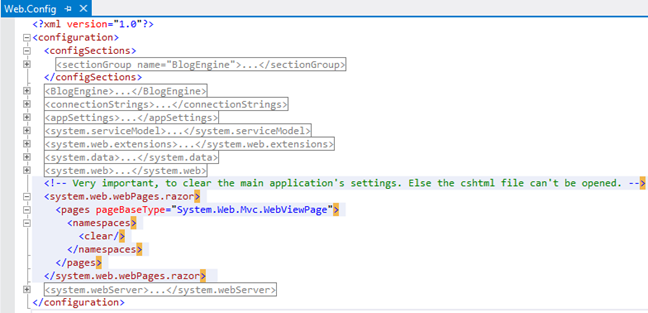 Web.Config
<?xml version="1.0"?>
<configuration>
<configSections>
<sectionGroup name="BlogEngine">...</sectionGroup>
</configSections>
<BlogEngine>...</BlogEngine>
<connectionStrings>...</connectionStrings>
<appSettings>...</appSettings>
<system.serviceModel>...</system.serviceModel>
<system.web.extensions>...</system.web.extensions>
<system.data>...</system.data>
<system.web>...</system.web>
<!-- Very important, to clear the main application's settings. Else the cshtml file can't be opened. -->
<system.web.webPages.razor>
<pages pageBaseType="System.Web.Mvc.WebViewPage">
<namespaces>
<clear/>
</namespaces>
</pages>
</system.web.webPages.razor>
<system.webServer>...</system.webServer>
</configuration>